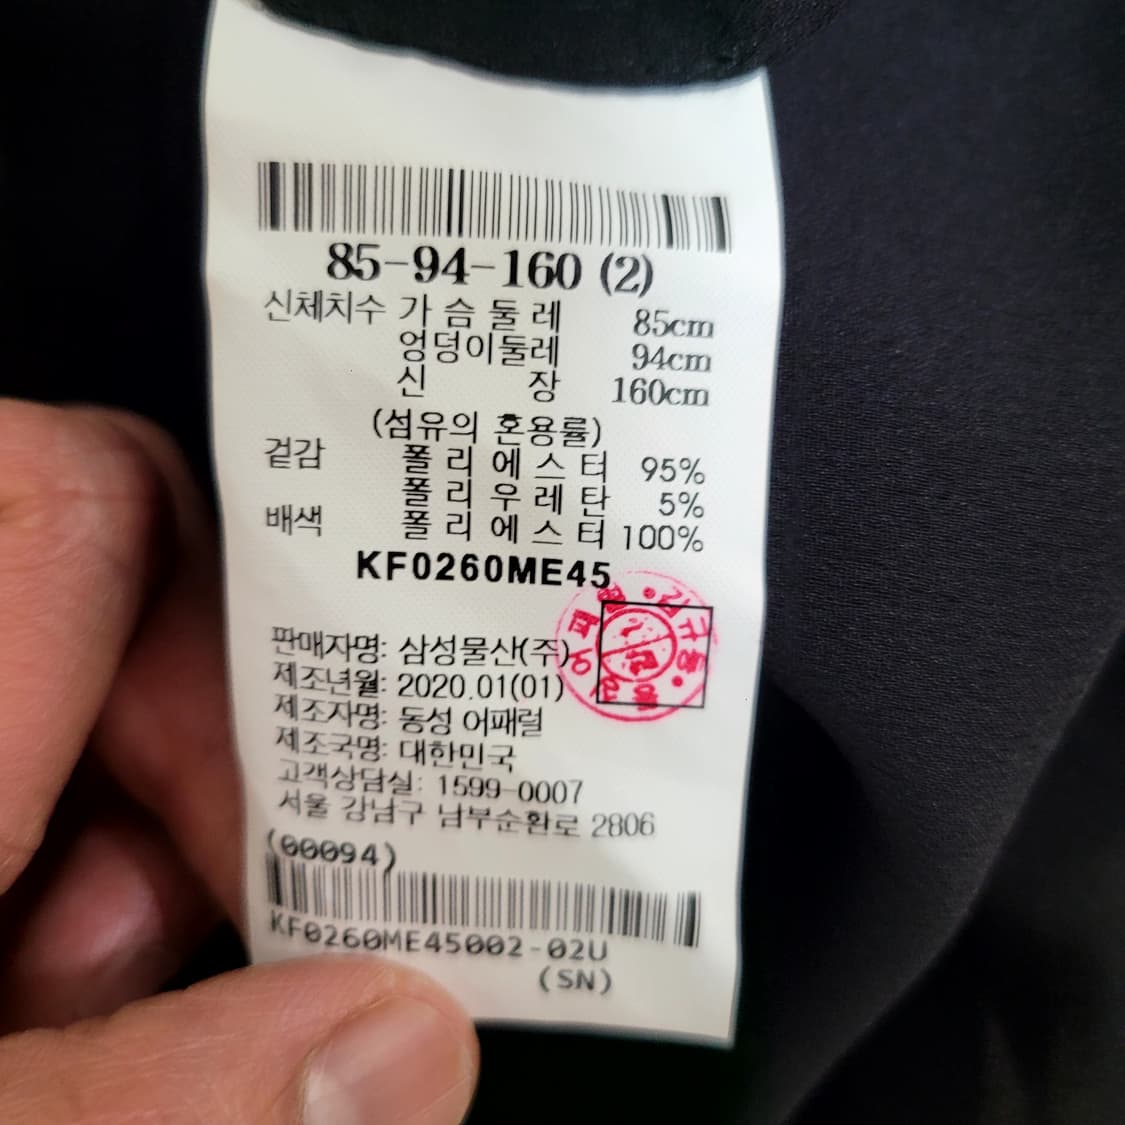 85-94-160 (2)
신체치수 가슴둘레 85cm
엉덩이둘레 94cm
신장 160cm
(섬유의 혼용률)
겉감 폴리에스터 95%
폴리우레탄 5%
배색 폴리에스터 100%
KF0260ME45
판매자명: 삼성물산(주)
제조년월: 2020.01(01)
제조자명: 동성 어패럴
제조국명: 대한민국
고객상담실: 1599-0007
서울 강남구 남부순환로 2806
(00094)
KF0260ME45002-02U
(SN)